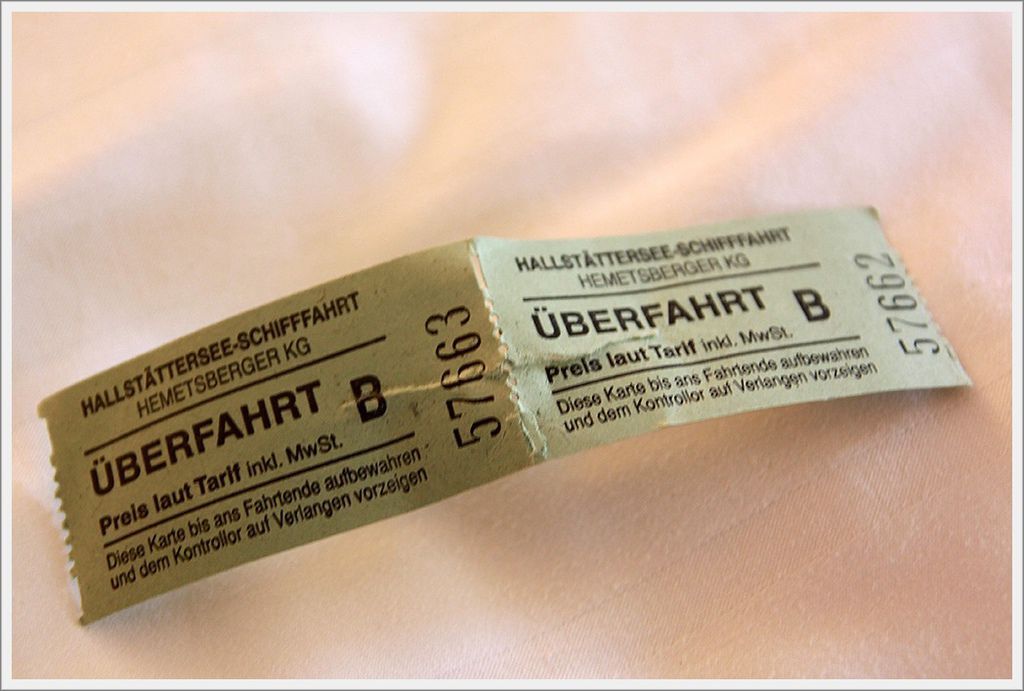 HALLSTÄTTERSEE-SCHIFFFAHRT
HEMETSBERGER KG
ÜBERFAHRT B
Preis laut Tarif inkl. MwSt.
Diese Karte bis ans Fahrtende aufbewahren
und dem Kontrollor auf Verlangen vorzeigen
57663
HALLSTÄTTERSEE-SCHIFFFAHRT
HEMETSBERGER KG
ÜBERFAHRT B
Preis laut Tarif inkl. MwSt.
Diese Karte bis ans Fahrtende aufbewahren
und dem Kontrollor auf Verlangen vorzeigen
57662